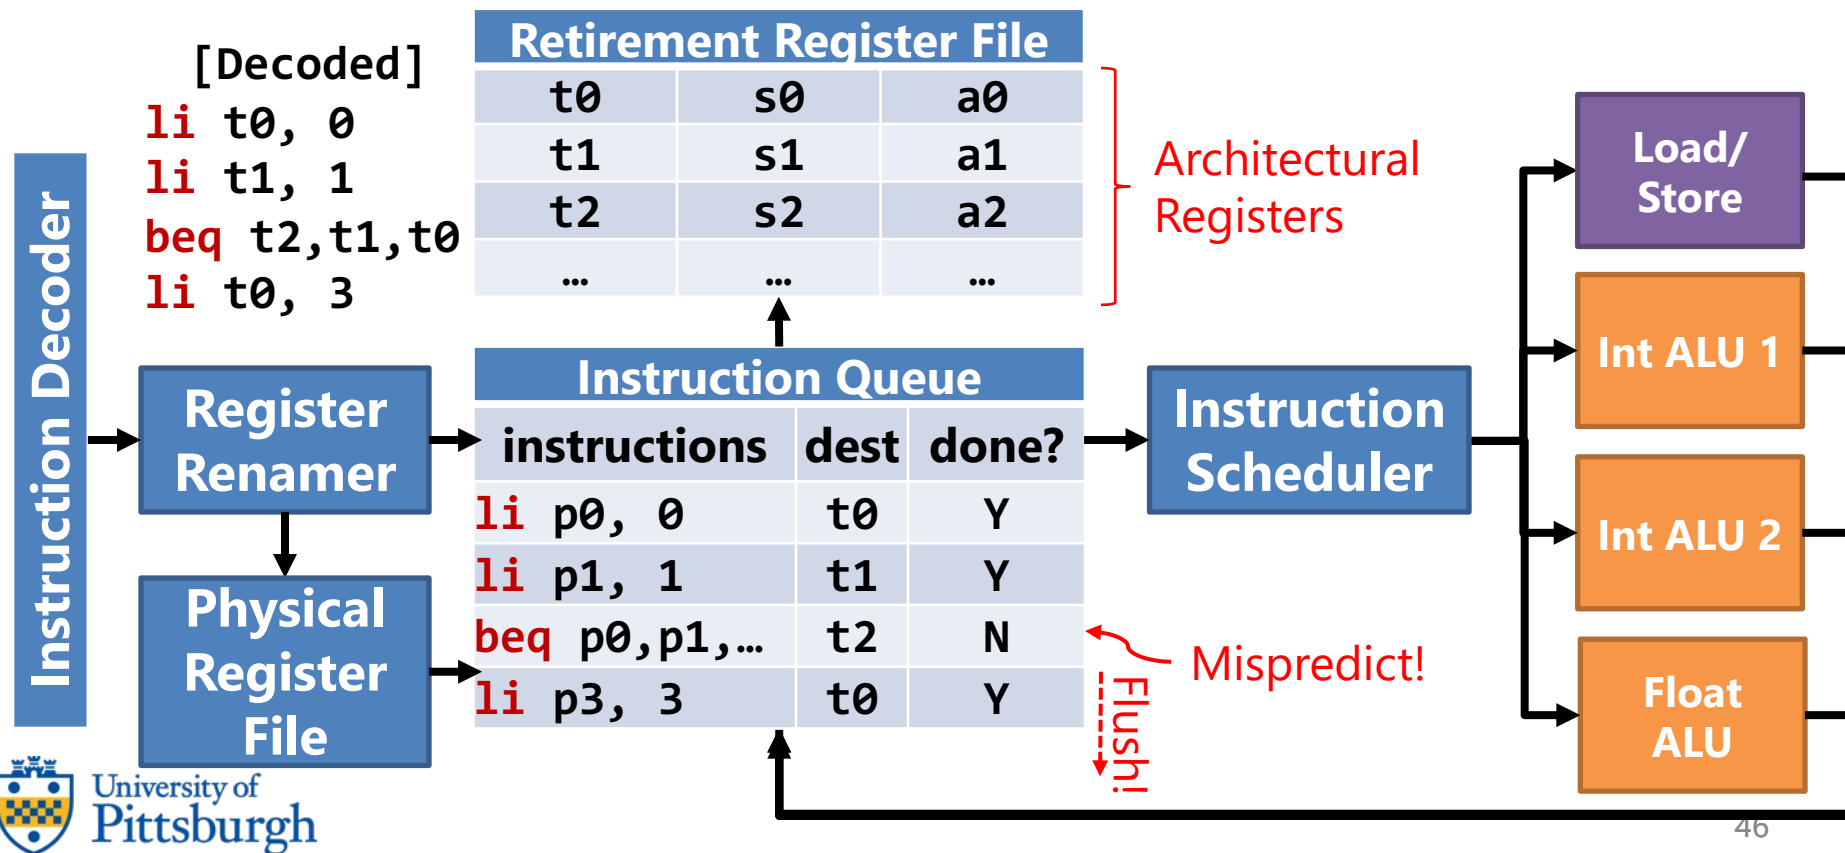 [Decoded]
li t0, 0
li t1, 1
beq t2,t1,t0
li t0, 3
Instruction Decoder
Retirement Register File
t0 s0 a0
t1 s1 a1
t2 s2 a2
… … …
Architectural
Registers
Register
Renamer
Physical
Register
File
Instruction Queue
instructions dest done?
li p0, 0 t0 Y
li p1, 1 t1 Y
beq p0,p1,… t2 N
li p3, 3 t0 Y
Mispredict!
Flush!
Instruction
Scheduler
Load/
Store
Int ALU 1
Int ALU 2
Float
ALU
University of
Pittsburgh
46